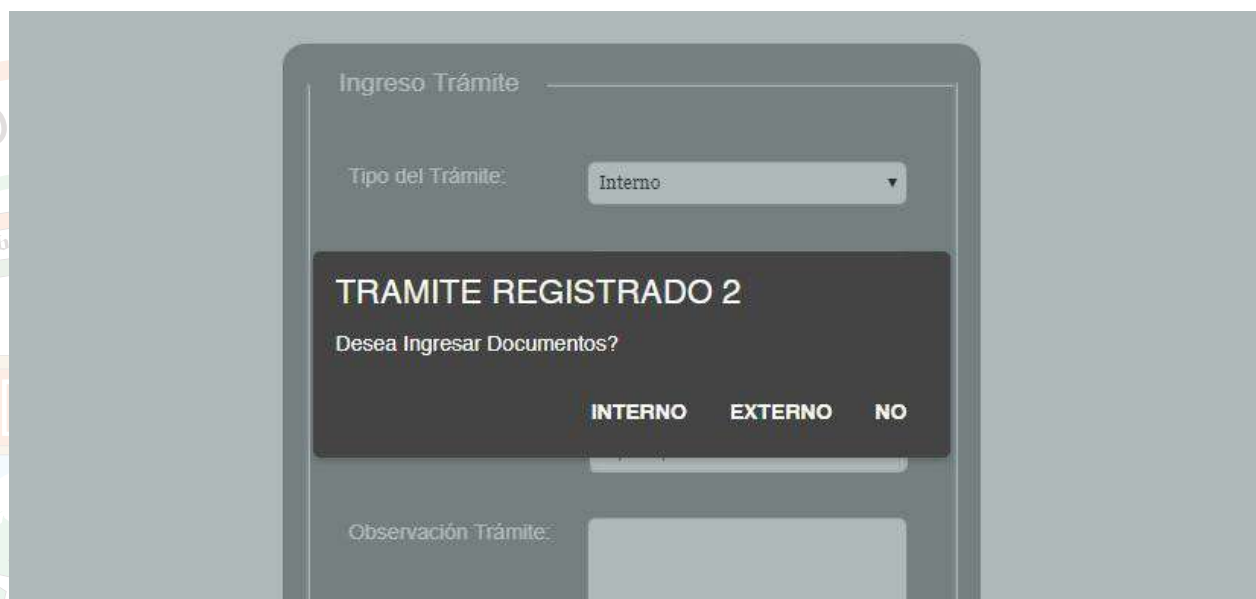 Ingreso Trámite
Tipo del Trámite:
Interno
TRAMITE REGISTRADO 2
Desea Ingresar Documentos?
INTERNO EXTERNO NO
Observación Trámite: